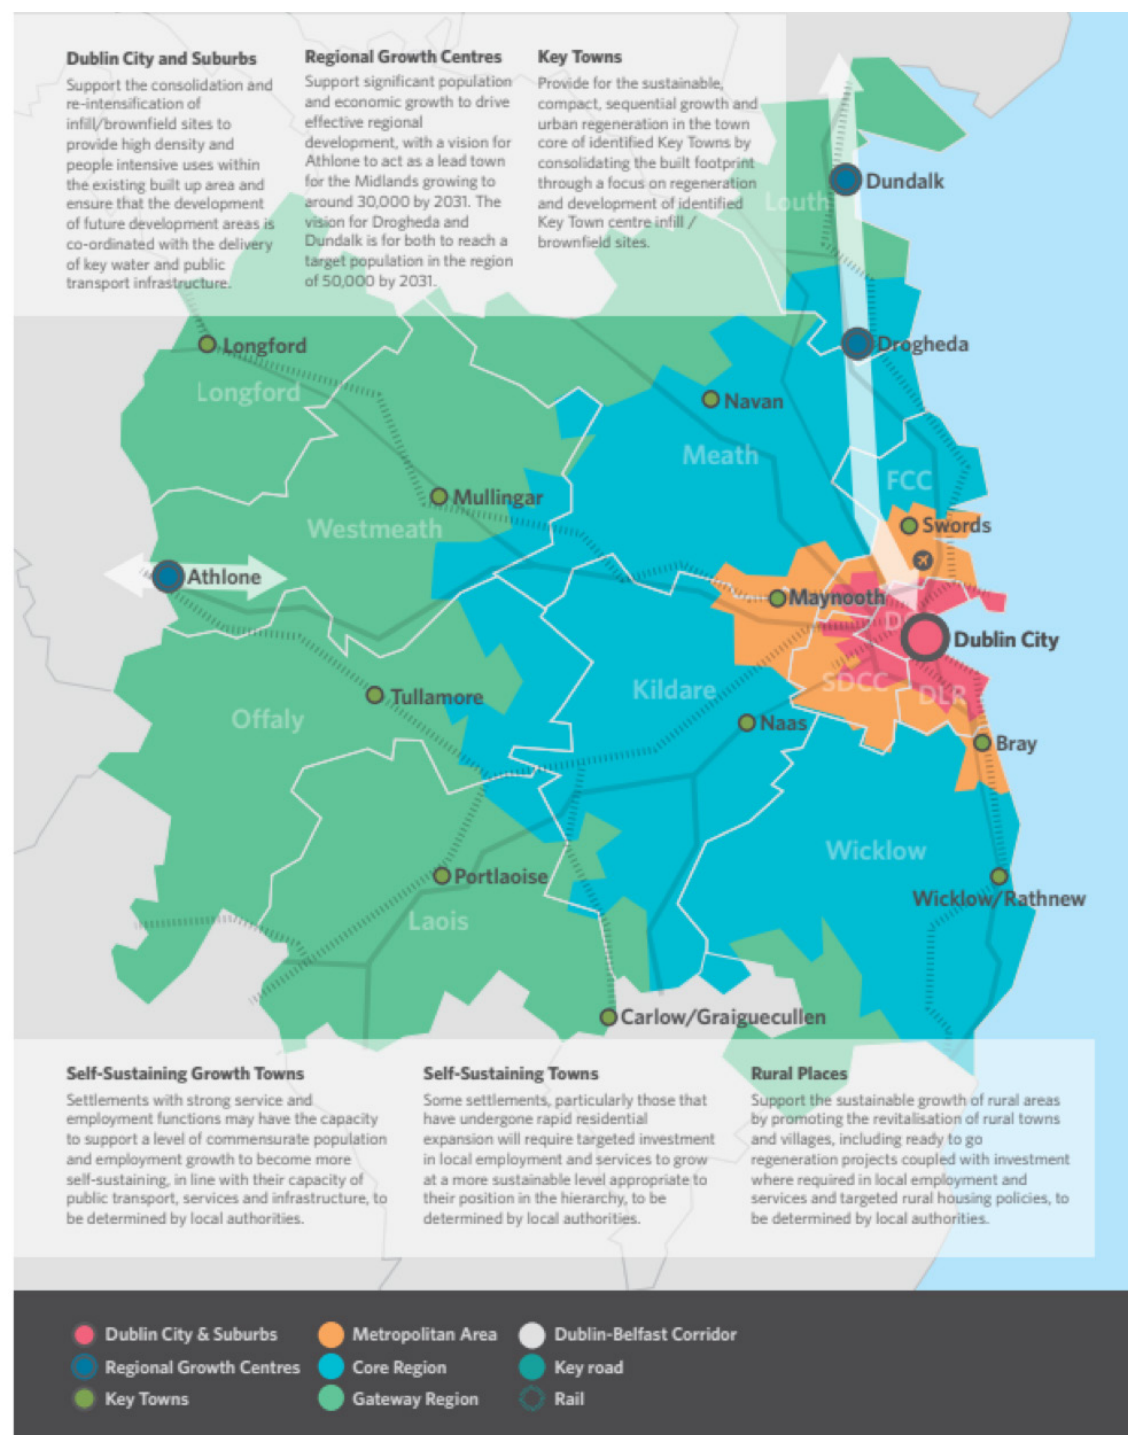 Dublin City and Suburbs
Support the consolidation and
re-intensification of
infill/brownfield sites to
provide high density and
people intensive uses within
the existing built up area and
ensure that the development
of future development areas is
co-ordinated with the delivery
of key water and public
transport infrastructure.
Regional Growth Centres
Support significant population
and economic growth to drive
effective regional
development, with a vision for
Athlone to act as a lead town
for the Midlands growing to
around 30,000 by 2031. The
vision for Drogheda and
Dundalk is for both to reach a
target population in the region
of 50,000 by 2031.
Key Towns
Provide for the sustainable,
compact, sequential growth and
urban regeneration in the town
core of identified Key Towns by
consolidating the built footprint
through a focus on regeneration
and development of identified
Key Town centre infill /
brownfield sites.
Dundalk
Louth
Drogheda
Longford
Longford
Navan
Meath
FCC
Mullingar
Swords
Westmeath
Athlone
Maynooth
Dublin City
Kildare
SDCC
DLR
Tullamore
Offaly
Naas
Bray
Wicklow
Portlaoise
Wicklow/Rathnew
Laois
Carlow/Graiguecullen
Self-Sustaining Growth Towns
Settlements with strong service and
employment functions may have the capacity
to support a level of commensurate population
and employment growth to become more
self-sustaining, in line with their capacity of
public transport, services and infrastructure, to
be determined by local authorities.
Self-Sustaining Towns
Some settlements, particularly those that
have undergone rapid residential
expansion will require targeted investment
in local employment and services to grow
at a more sustainable level appropriate to
their position in the hierarchy, to be
determined by local authorities.
Rural Places
Support the sustainable growth of rural areas
by promoting the revitalisation of rural towns
and villages, including ready to go
regeneration projects coupled with investment
where required in local employment and
services and targeted rural housing policies, to
be determined by local authorities.
Dublin City & Suburbs
Metropolitan Area
Dublin-Belfast Corridor
Regional Growth Centres
Core Region
Key road
Key Towns
Gateway Region
Rail